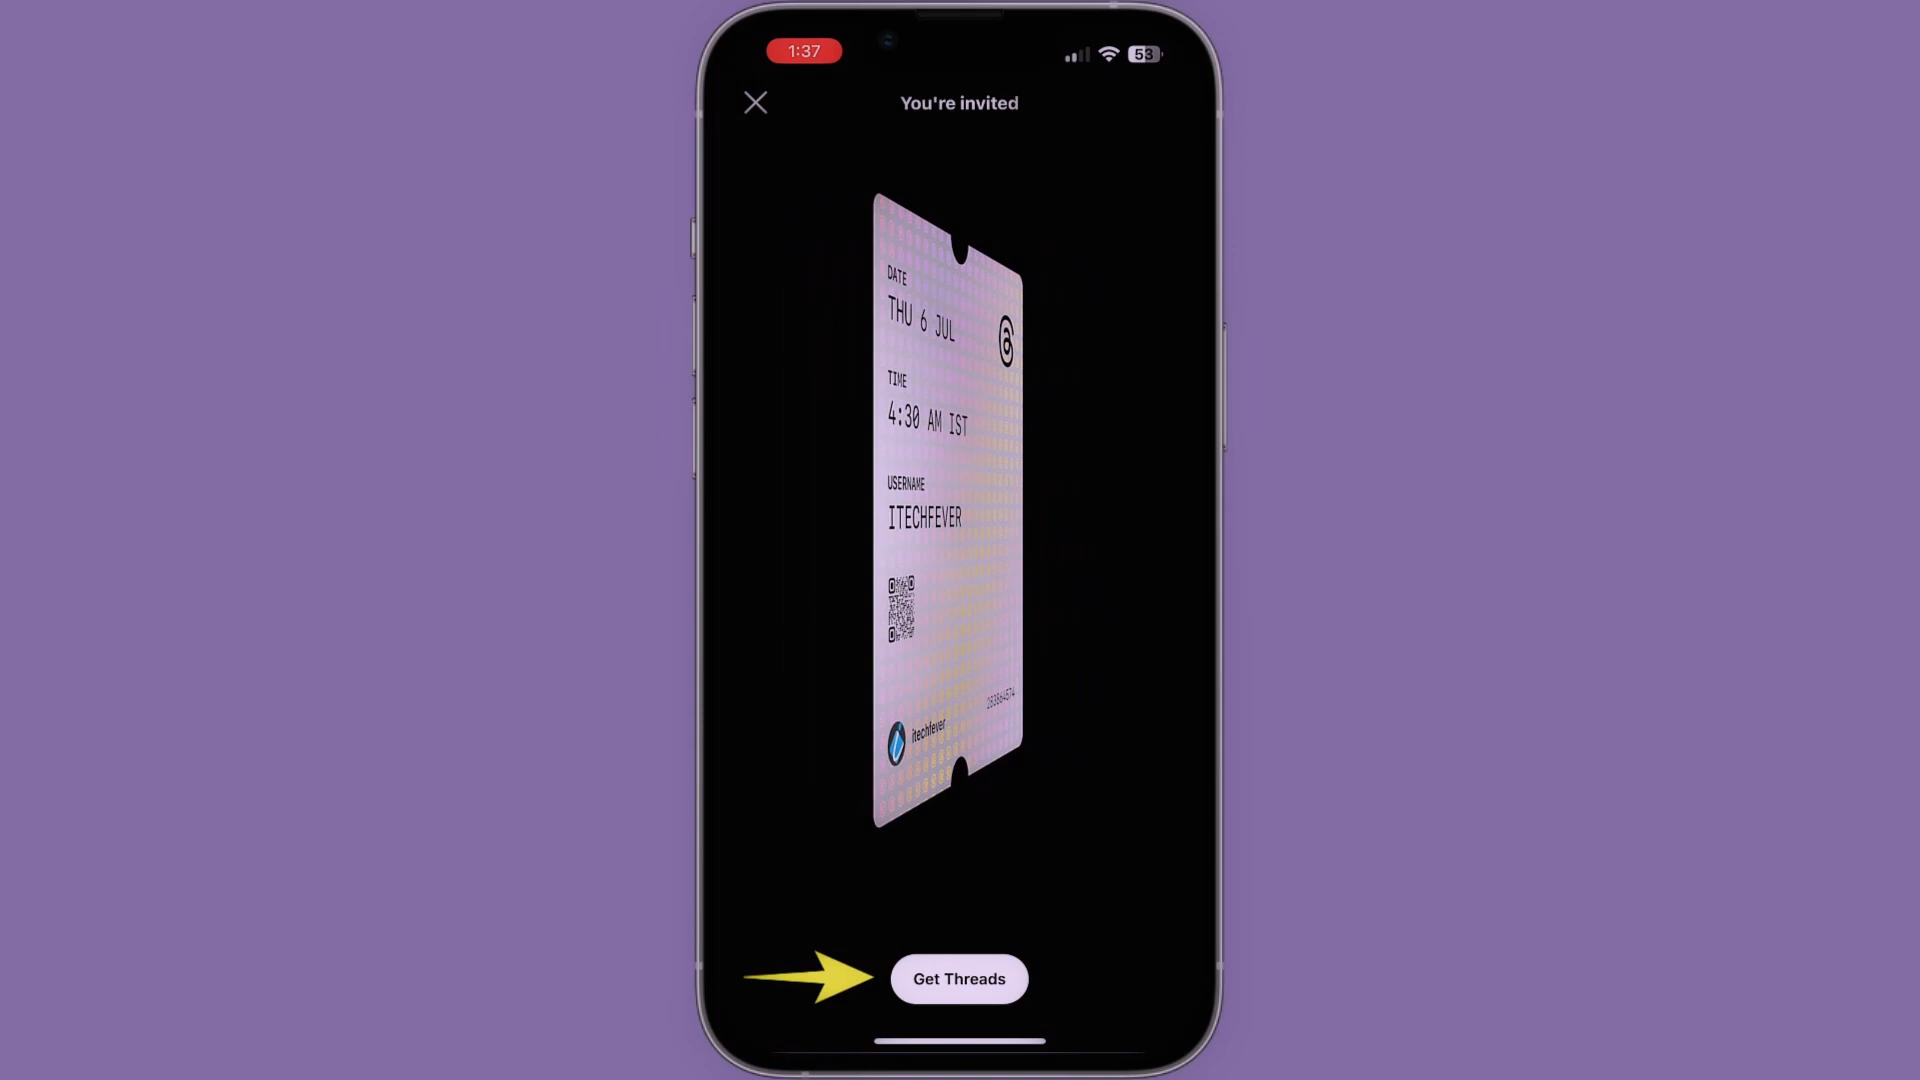 1:37
53
You're invited
DATE
THU 6 JUL
TIME
4:30 AM IST
USERNAME
ITECHFEVER
283864574
itechfever
Get Threads